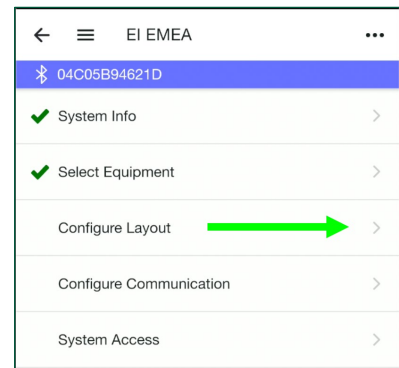 EI EMEA
04C05B94621D
System Info
Select Equipment
Configure Layout
Configure Communication
System Access